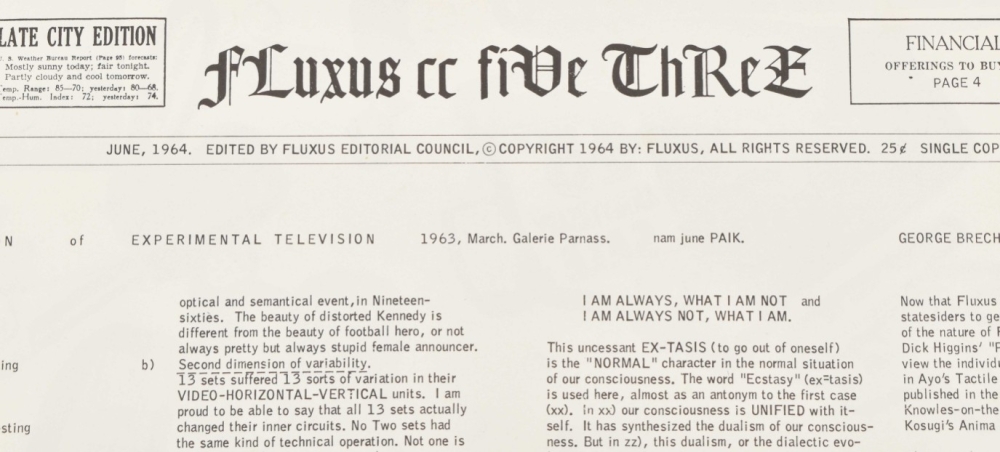 LATE CITY EDITION
U. S. Weather Bureau Report (Page 95) forecasts:
Mostly sunny today; fair tonight.
Partly cloudy and cool tomorrow.
Temp. Range: 85—70; yesterday: 80—68.
Temp.-Hum. Index: 72; yesterday: 74.
fLuxus cc fiVe ThReE
FINANCIAL
OFFERINGS TO BUY
PAGE 4
JUNE, 1964. EDITED BY FLUXUS EDITORIAL COUNCIL, © COPYRIGHT 1964 BY: FLUXUS, ALL RIGHTS RESERVED. 25¢ SINGLE COP
N of EXPERIMENTAL TELEVISION 1963, March. Galerie Parnass. nam june PAIK.
GEORGE BRECH
ing
sting
optical and semantical event, in Nineteen-
sixties. The beauty of distorted Kennedy is
different from the beauty of football hero, or not
always pretty but always stupid female announcer.
b) Second dimension of variability.
13 sets suffered 13 sorts of variation in their
VIDEO-HORIZONTAL-VERTICAL units. I am
proud to be able to say that all 13 sets actually
changed their inner circuits. No Two sets had
the same kind of technical operation. Not one is
I AM ALWAYS, WHAT I AM NOT and
I AM ALWAYS NOT, WHAT I AM.
This uncessant EX-TASIS (to go out of oneself)
is the "NORMAL" character in the normal situation
of our consciousness. The word "Ecstasy" (ex=tasis)
is used here, almost as an antonym to the first case
(xx). in xx) our consciousness is UNIFIED with it-
self. It has synthesized the dualism of our conscious-
ness. But in zz), this dualism, or the dialectic evo-
Now that Fluxus
statesiders to ge
of the nature of F
Dick Higgins' "P
view the individu
in Ayo's Tactile
published in the
Knowles-on-the
Kosugi's Anima